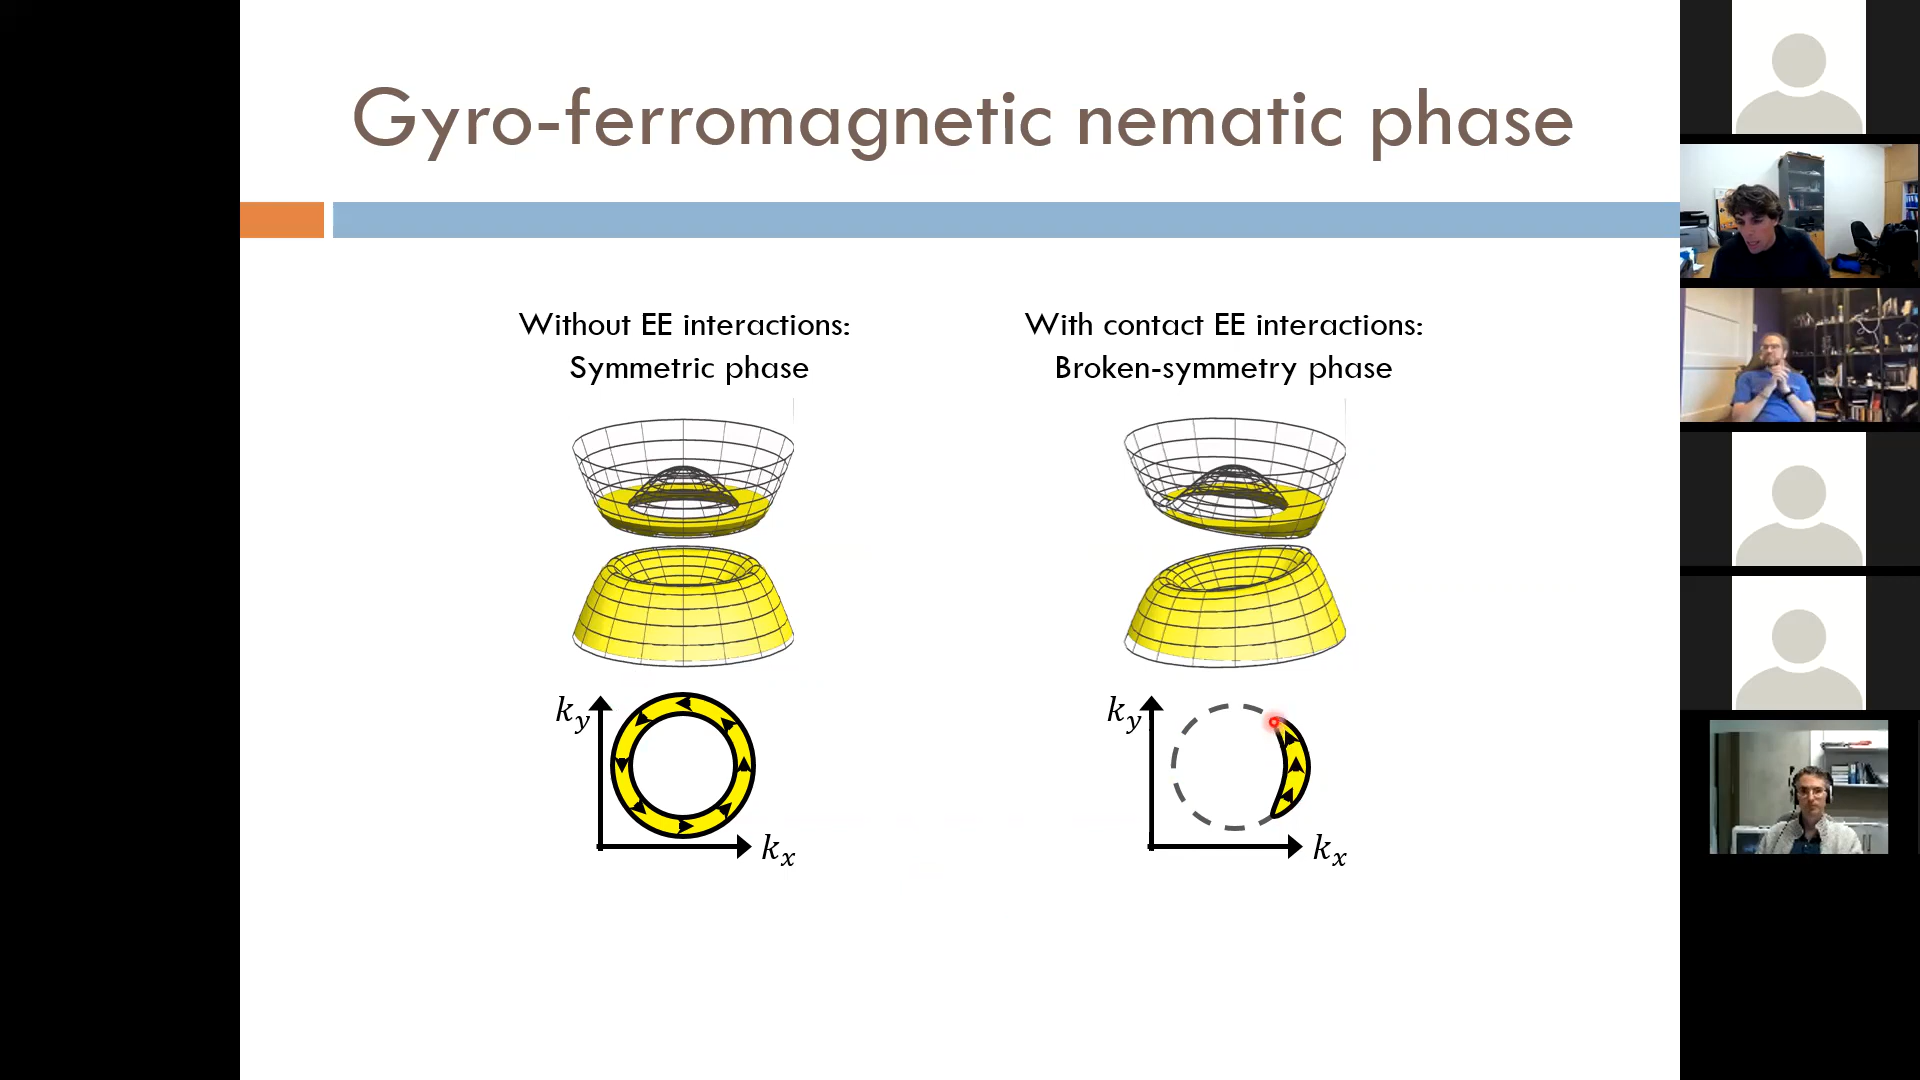 Gyro-ferromagnetic nematic phase
Without EE interactions:
Symmetric phase
With contact EE interactions:
Broken-symmetry phase
k_y
k_x
k_y
k_x